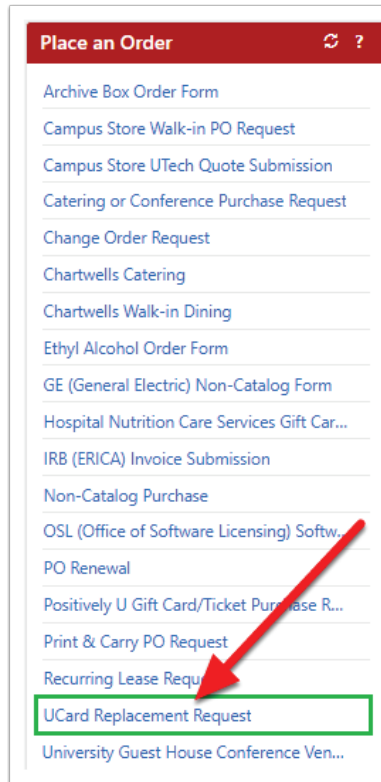 Place an Order ?
Archive Box Order Form
Campus Store Walk-in PO Request
Campus Store UTech Quote Submission
Catering or Conference Purchase Request
Change Order Request
Chartwells Catering
Chartwells Walk-in Dining
Ethyl Alcohol Order Form
GE (General Electric) Non-Catalog Form
Hospital Nutrition Care Services Gift Car...
IRB (ERICA) Invoice Submission
Non-Catalog Purchase
OSL (Office of Software Licensing) Softw...
PO Renewal
Positively U Gift Card/Ticket Purchase R...
Print & Carry PO Request
Recurring Lease Request
UCard Replacement Request
University Guest House Conference Ven...